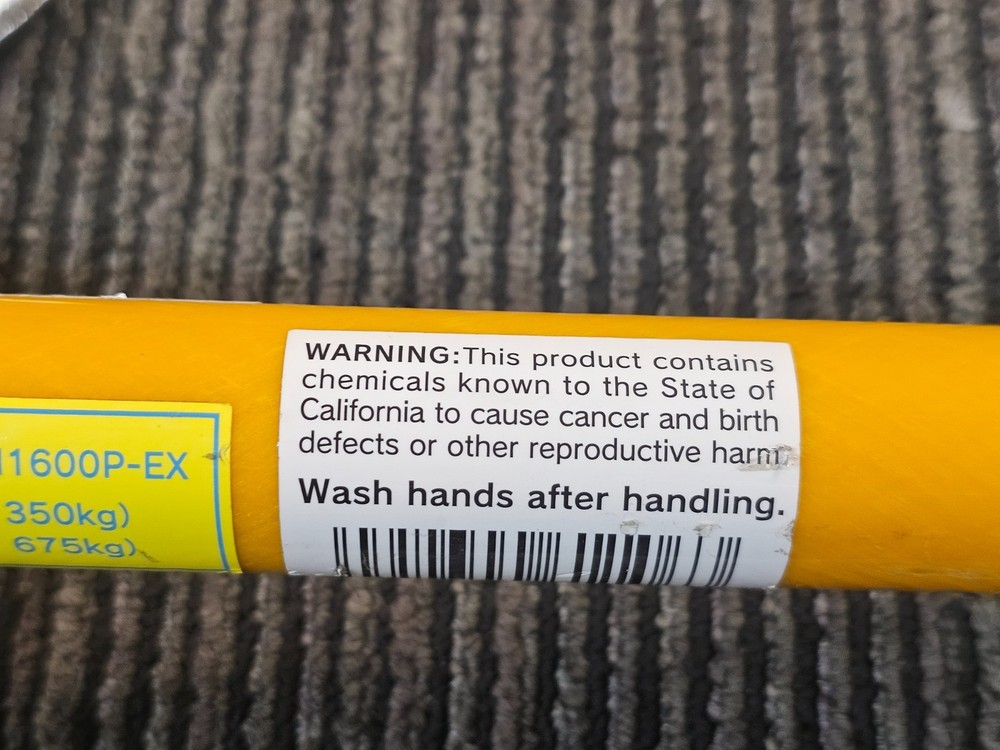 1600P-EX
350kg)
675kg)
WARNING:This product contains
chemicals known to the State of
California to cause cancer and birth
defects or other reproductive harm.
Wash hands after handling.